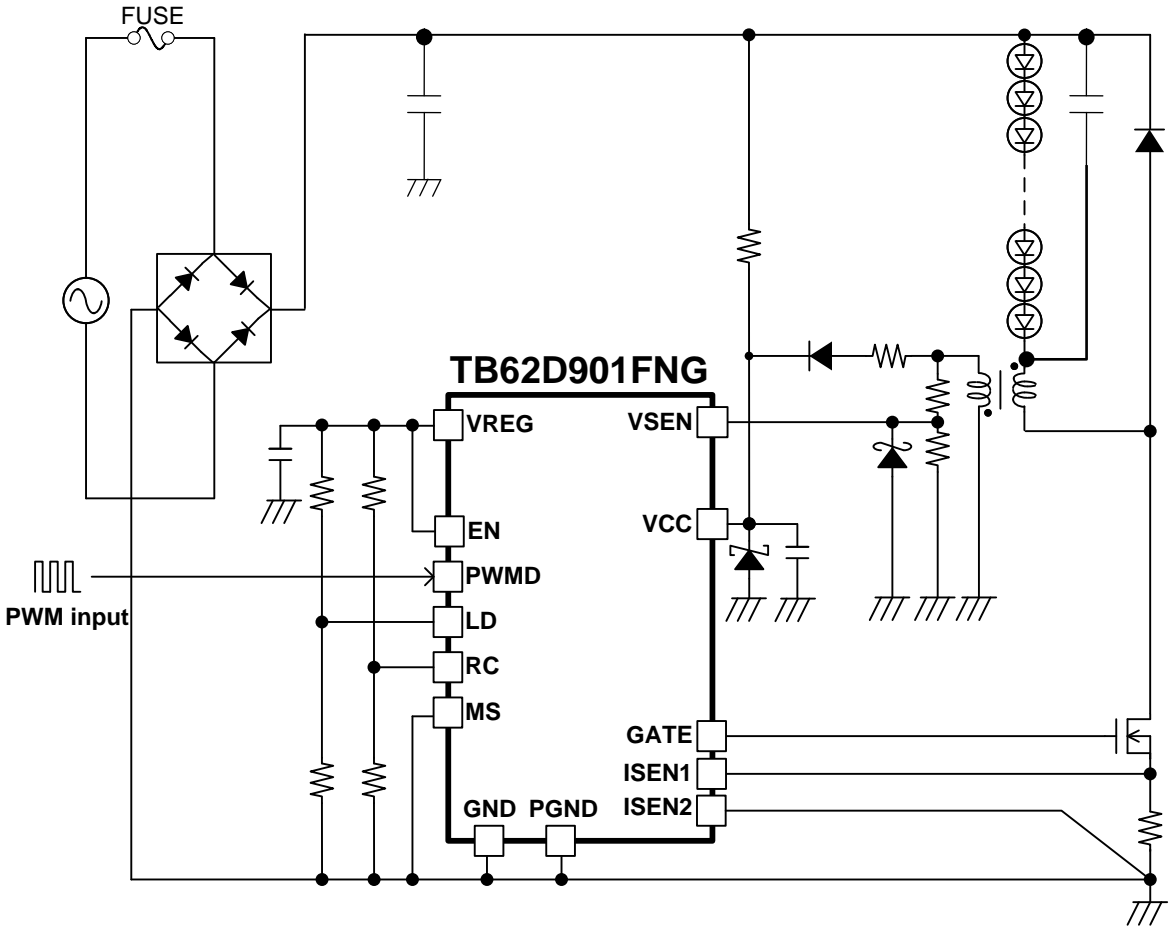 FUSE
TB62D901FNG
VREG
VSEN
EN
VCC
PWMD
PWM input
LD
RC
MS
GATE
ISEN1
GND PGND ISEN2